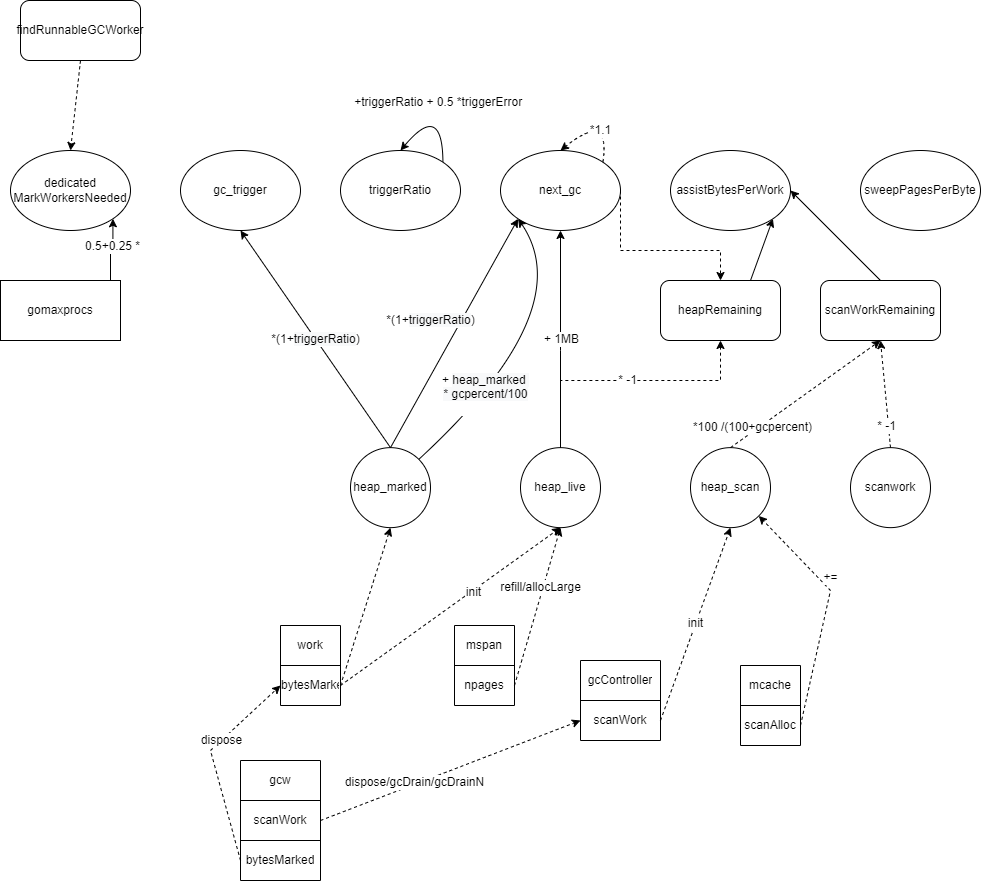 findRunnableGCWorker
+triggerRatio + 0.5 *triggerError
*1.1
dedicated
MarkWorkersNeeded
gc_trigger
triggerRatio
next_gc
assistBytesPerWork
sweepPagesPerByte
0.5+0.25 *
gomaxprocs
heapRemaining
scanWorkRemaining
*(1+triggerRatio)
*(1+triggerRatio)
+ 1MB
+ heap_marked
* gcpercent/100
* -1
*100 /(100+gcpercent)
* -1
heap_marked
heap_live
heap_scan
scanwork
init
refill/allocLarge
+=
init
work
bytesMarke
mspan
npages
gcController
scanWork
mcache
scanAlloc
dispose
dispose/gcDrain/gcDrainN
gcw
scanWork
bytesMarked